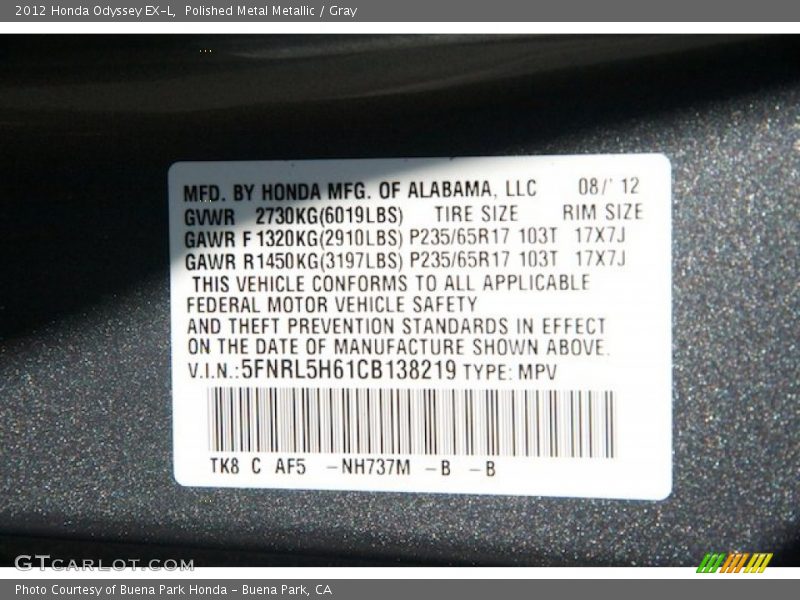 2012 Honda Odyssey EX-L, Polished Metal Metallic / Gray
MFD. BY HONDA MFG. OF ALABAMA, LLC 08/' 12
GVWR 2730KG(6019LBS) TIRE SIZE RIM SIZE
GAWR F 1320KG(2910LBS) P235/65R17 103T 17X7J
GAWR R1450KG(3197LBS) P235/65R17 103T 17X7J
THIS VEHICLE CONFORMS TO ALL APPLICABLE
FEDERAL MOTOR VEHICLE SAFETY
AND THEFT PREVENTION STANDARDS IN EFFECT
ON THE DATE OF MANUFACTURE SHOWN ABOVE.
V.I.N.:5FNRL5H61CB138219 TYPE: MPV
TK8 C AF5 -NH737M -B -B
GTCARLOT.COM
Photo Courtesy of Buena Park Honda - Buena Park, CA